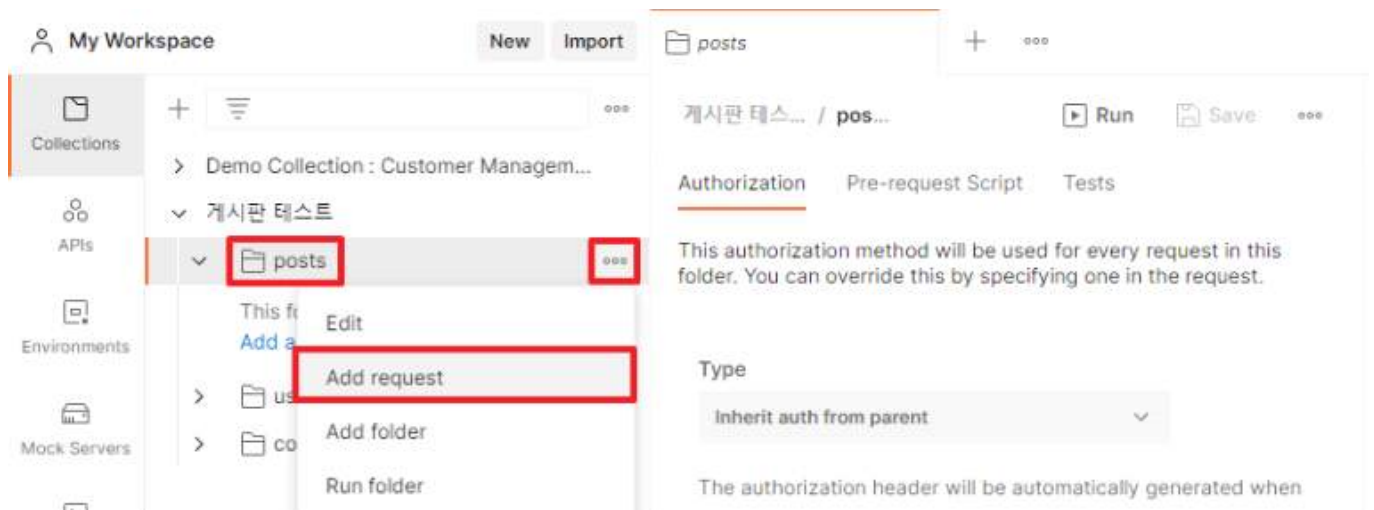 My Workspace
New
Import
Collections
Demo Collection : Customer Managem...
게시판 테스트
APIs
posts
This
Edit
Environments
Add a
Add request
us
Add folder
Mock Servers
co
Run folder
posts
게시판 테스... / pos...
Run
Save
Authorization
Pre-request Script
Tests
This authorization method will be used for every request in this
folder. You can override this by specifying one in the request.
Type
Inherit auth from parent
The authorization header will be automatically generated when